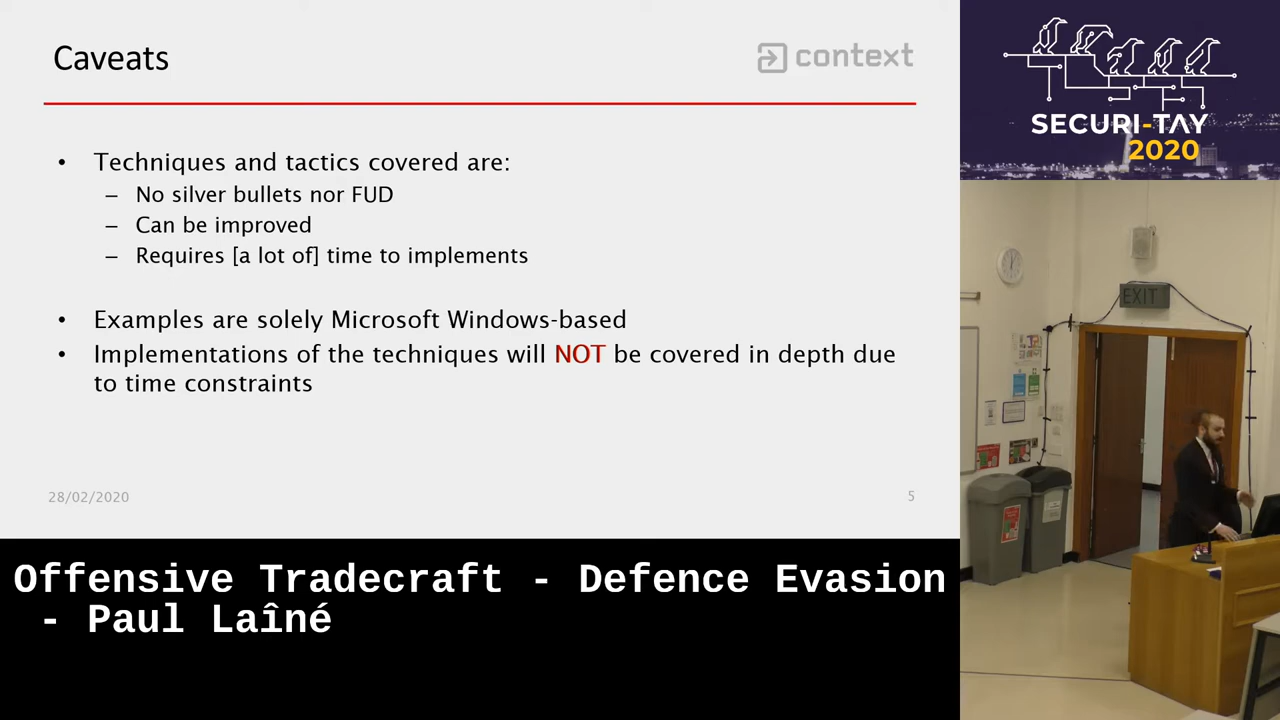 Caveats
context
• Techniques and tactics covered are:
– No silver bullets nor FUD
– Can be improved
– Requires [a lot of] time to implements
• Examples are solely Microsoft Windows-based
• Implementations of the techniques will NOT be covered in depth due
to time constraints
28/02/2020
5
SECURI-TAY
2020
EXIT
Offensive Tradecraft - Defence Evasion
- Paul Laîné